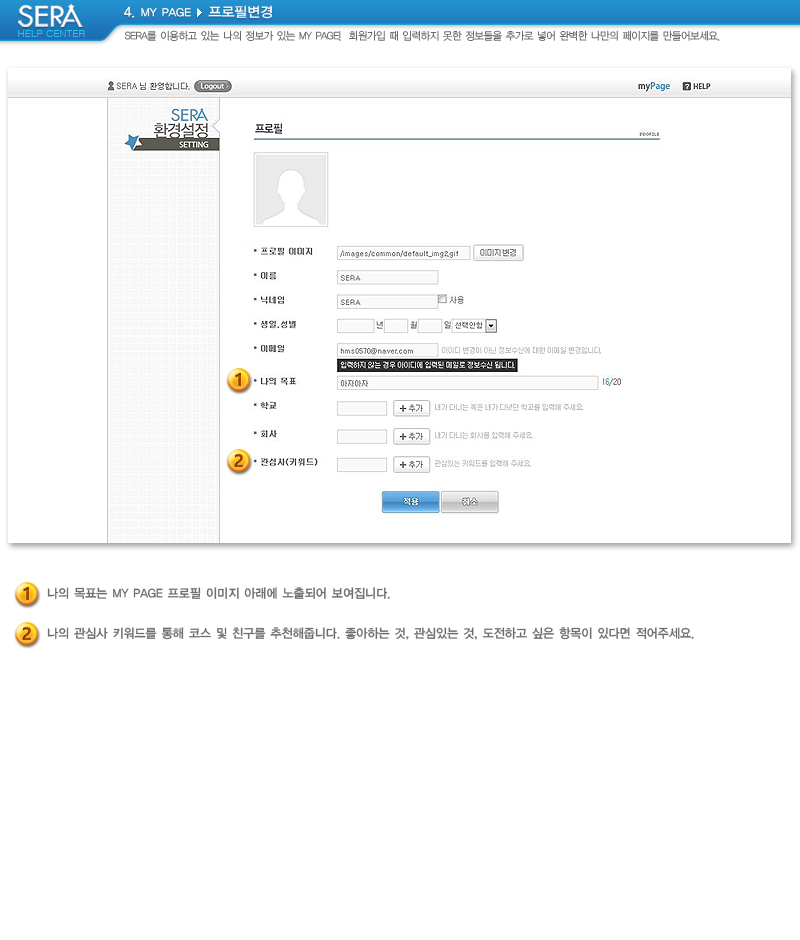 SERA
HELP CENTER
4. MY PAGE ▶ 프로필변경
SERA를 이용하고 있는 나의 정보가 있는 MY PAGE! 회원가입 때 입력하지 못한 정보들을 추가로 넣어 완벽한 나만의 페이지를 만들어보세요.
SERA 님 환영합니다. Logout
myPage ? HELP
SERA
환경설정
SETTING
프로필
PROFILE
프로필 이미지 /images/common/default_img2.gif 이미지변경
이름 SERA
닉네임 SERA 사용
생일,성별 년 월 일 선택안함
이메일 hms0570@naver.com 아이디 변경이 아닌 정보수신에 대한 이메일 변경입니다.
입력하지 않는 경우 아이디에 입력된 메일로 정보수신 됩니다.
1 나의 목표 아자아자 16/20
학교 + 추가 내가 다니는 혹은 내가 다녔던 학교를 입력해 주세요.
회사 + 추가 내가 다니는 회사를 입력해 주세요.
2 관심사(키워드) + 추가 관심있는 키워드를 입력해 주세요.
적용 취소
1 나의 목표는 MY PAGE 프로필 이미지 아래에 노출되어 보여집니다.
2 나의 관심사 키워드를 통해 코스 및 친구를 추천해줍니다. 좋아하는 것, 관심있는 것, 도전하고 싶은 항목이 있다면 적어주세요.